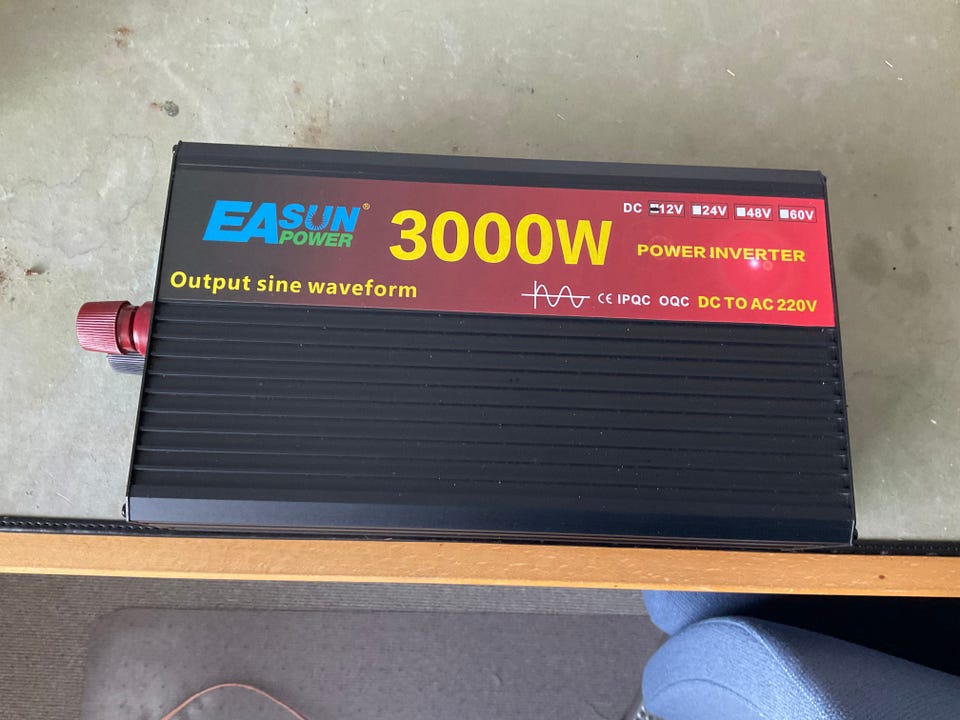 EASUN POWER®
3000W
DC 12V 24V 48V 60V
POWER INVERTER
Output sine waveform
CE IPQC OQC DC TO AC 220V